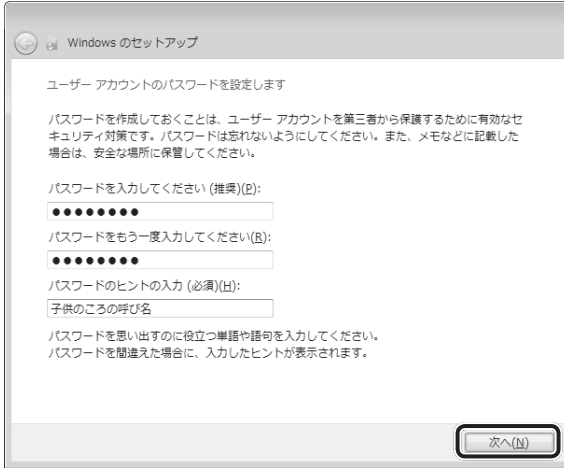 Windows のセットアップ
ユーザー アカウントのパスワードを設定します
パスワードを作成しておくことは、ユーザー アカウントを第三者から保護するために有効なセ
キュリティ対策です。パスワードは忘れないようにしてください。また、メモなどに記載した
場合は、安全な場所に保管してください。
パスワードを入力してください (推奨)(P):
●●●●●●●●
パスワードをもう一度入力してください(R):
●●●●●●●●
パスワードのヒントの入力 (必須)(H):
子供のころの呼び名
パスワードを思い出すのに役立つ単語や語句を入力してください。
パスワードを間違えた場合に、入力したヒントが表示されます。
次へ(N)